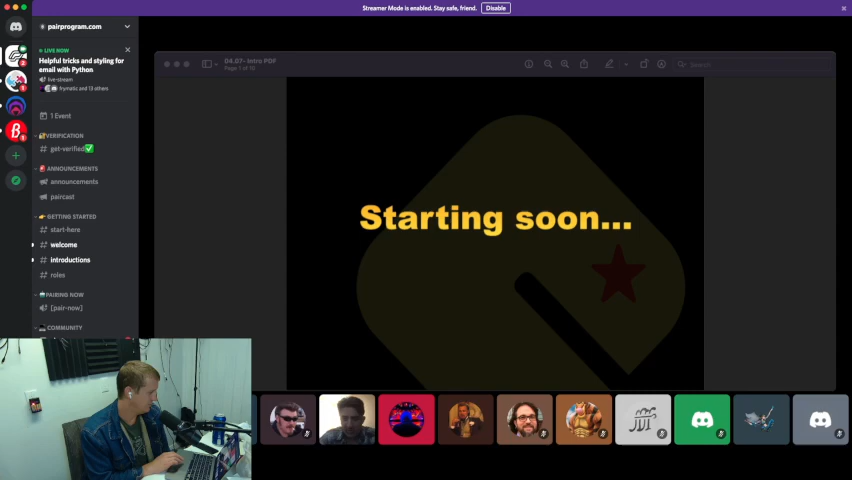 Streamer Mode is enabled. Stay safe, friend. Disable
pairprogram.com
LIVE NOW
Helpful tricks and styling for
email with Python
live-stream
frymatic and 13 others
1 Event
VERIFICATION
get-verified✅
ANNOUNCEMENTS
announcements
paircast
GETTING STARTED
start-here
welcome
introductions
roles
PAIRING NOW
[pair-now]
COMMUNITY
04.07- Intro PDF
Page 1 of 10
Search
Starting soon...